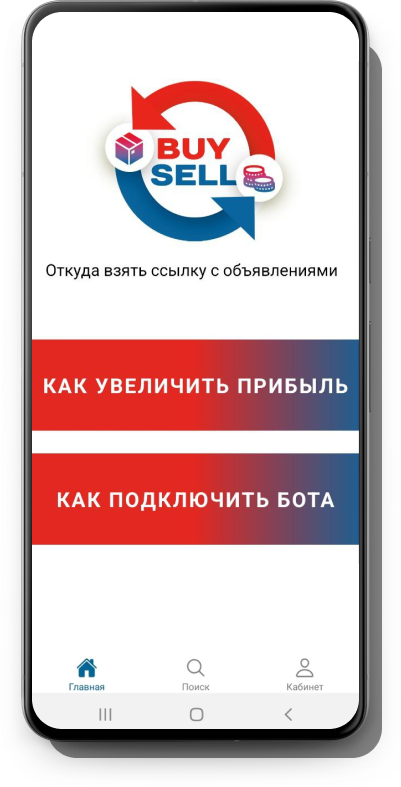 BUY
SELL
Откуда взять ссылку с объявлениями
КАК УВЕЛИЧИТЬ ПРИБЫЛЬ
КАК ПОДКЛЮЧИТЬ БОТА
Главная Поиск Кабинет